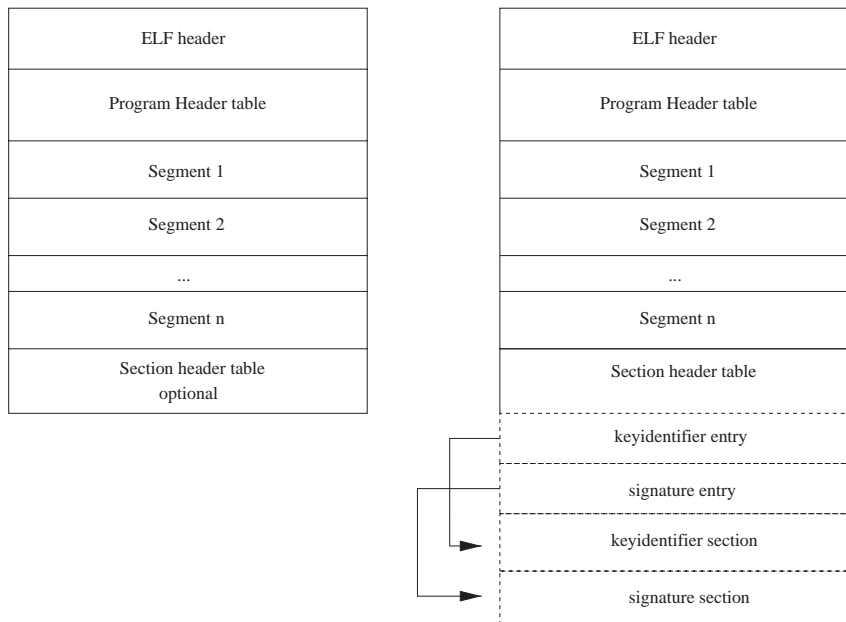 ELF header
Program Header table
Segment 1
Segment 2
...
Segment n
Section header table
optional
ELF header
Program Header table
Segment 1
Segment 2
...
Segment n
Section header table
keyidentifier entry
signature entry
keyidentifier section
signature section